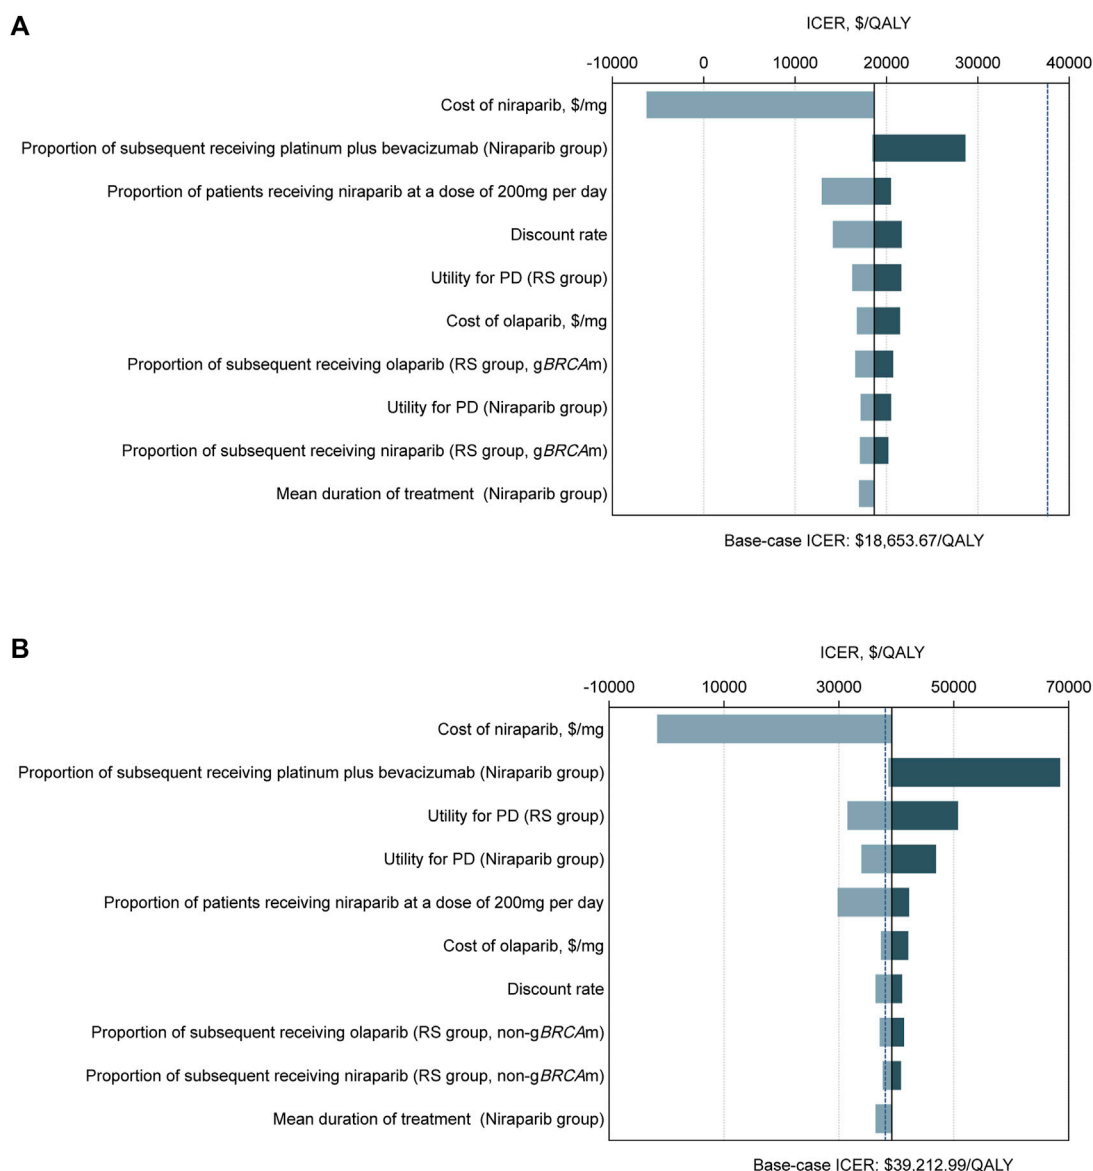 A
ICER, $/QALY
-10000 0 10000 20000 30000 40000
Cost of niraparib, $/mg
Proportion of subsequent receiving platinum plus bevacizumab (Niraparib group)
Proportion of patients receiving niraparib at a dose of 200mg per day
Discount rate
Utility for PD (RS group)
Cost of olaparib, $/mg
Proportion of subsequent receiving olaparib (RS group, gBRCAm)
Utility for PD (Niraparib group)
Proportion of subsequent receiving niraparib (RS group, gBRCAm)
Mean duration of treatment (Niraparib group)
Base-case ICER: $18,653.67/QALY
B
ICER, $/QALY
-10000 10000 30000 50000 70000
Cost of niraparib, $/mg
Proportion of subsequent receiving platinum plus bevacizumab (Niraparib group)
Utility for PD (RS group)
Utility for PD (Niraparib group)
Proportion of patients receiving niraparib at a dose of 200mg per day
Cost of olaparib, $/mg
Discount rate
Proportion of subsequent receiving olaparib (RS group, non-gBRCAm)
Proportion of subsequent receiving niraparib (RS group, non-gBRCAm)
Mean duration of treatment (Niraparib group)
Base-case ICER: $39,212.99/QALY